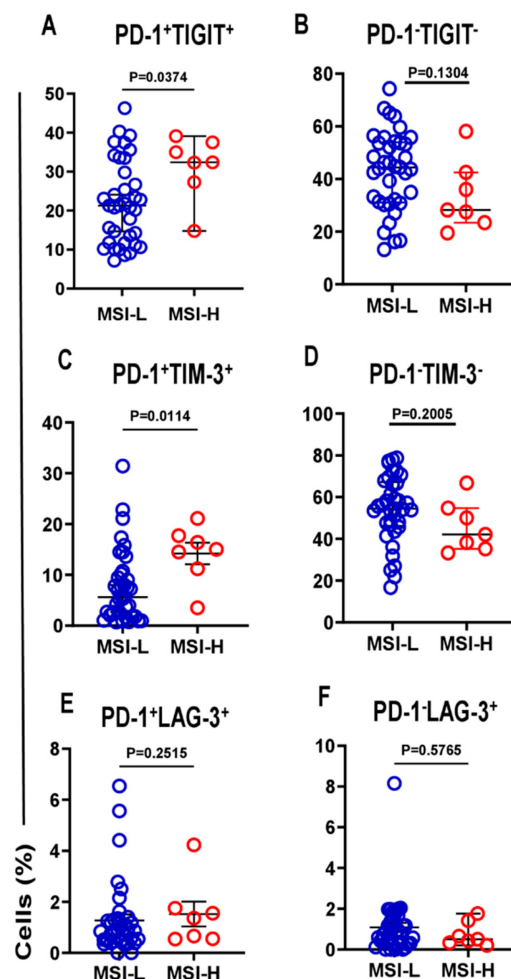 A
PD-1⁺TIGIT⁺
P=0.0374
50
40
30
20
10
0
MSI-L MSI-H
B
PD-1⁻TIGIT⁻
P=0.1304
80
60
40
20
0
MSI-L MSI-H
C
PD-1⁺TIM-3⁺
P=0.0114
40
30
20
10
0
MSI-L MSI-H
D
PD-1⁻TIM-3⁻
P=0.2005
100
80
60
40
20
0
MSI-L MSI-H
E
PD-1⁺LAG-3⁺
P=0.2515
8
6
4
2
0
MSI-L MSI-H
F
PD-1⁻LAG-3⁺
P=0.5765
10
8
6
4
2
0
MSI-L MSI-H
Cells (%)